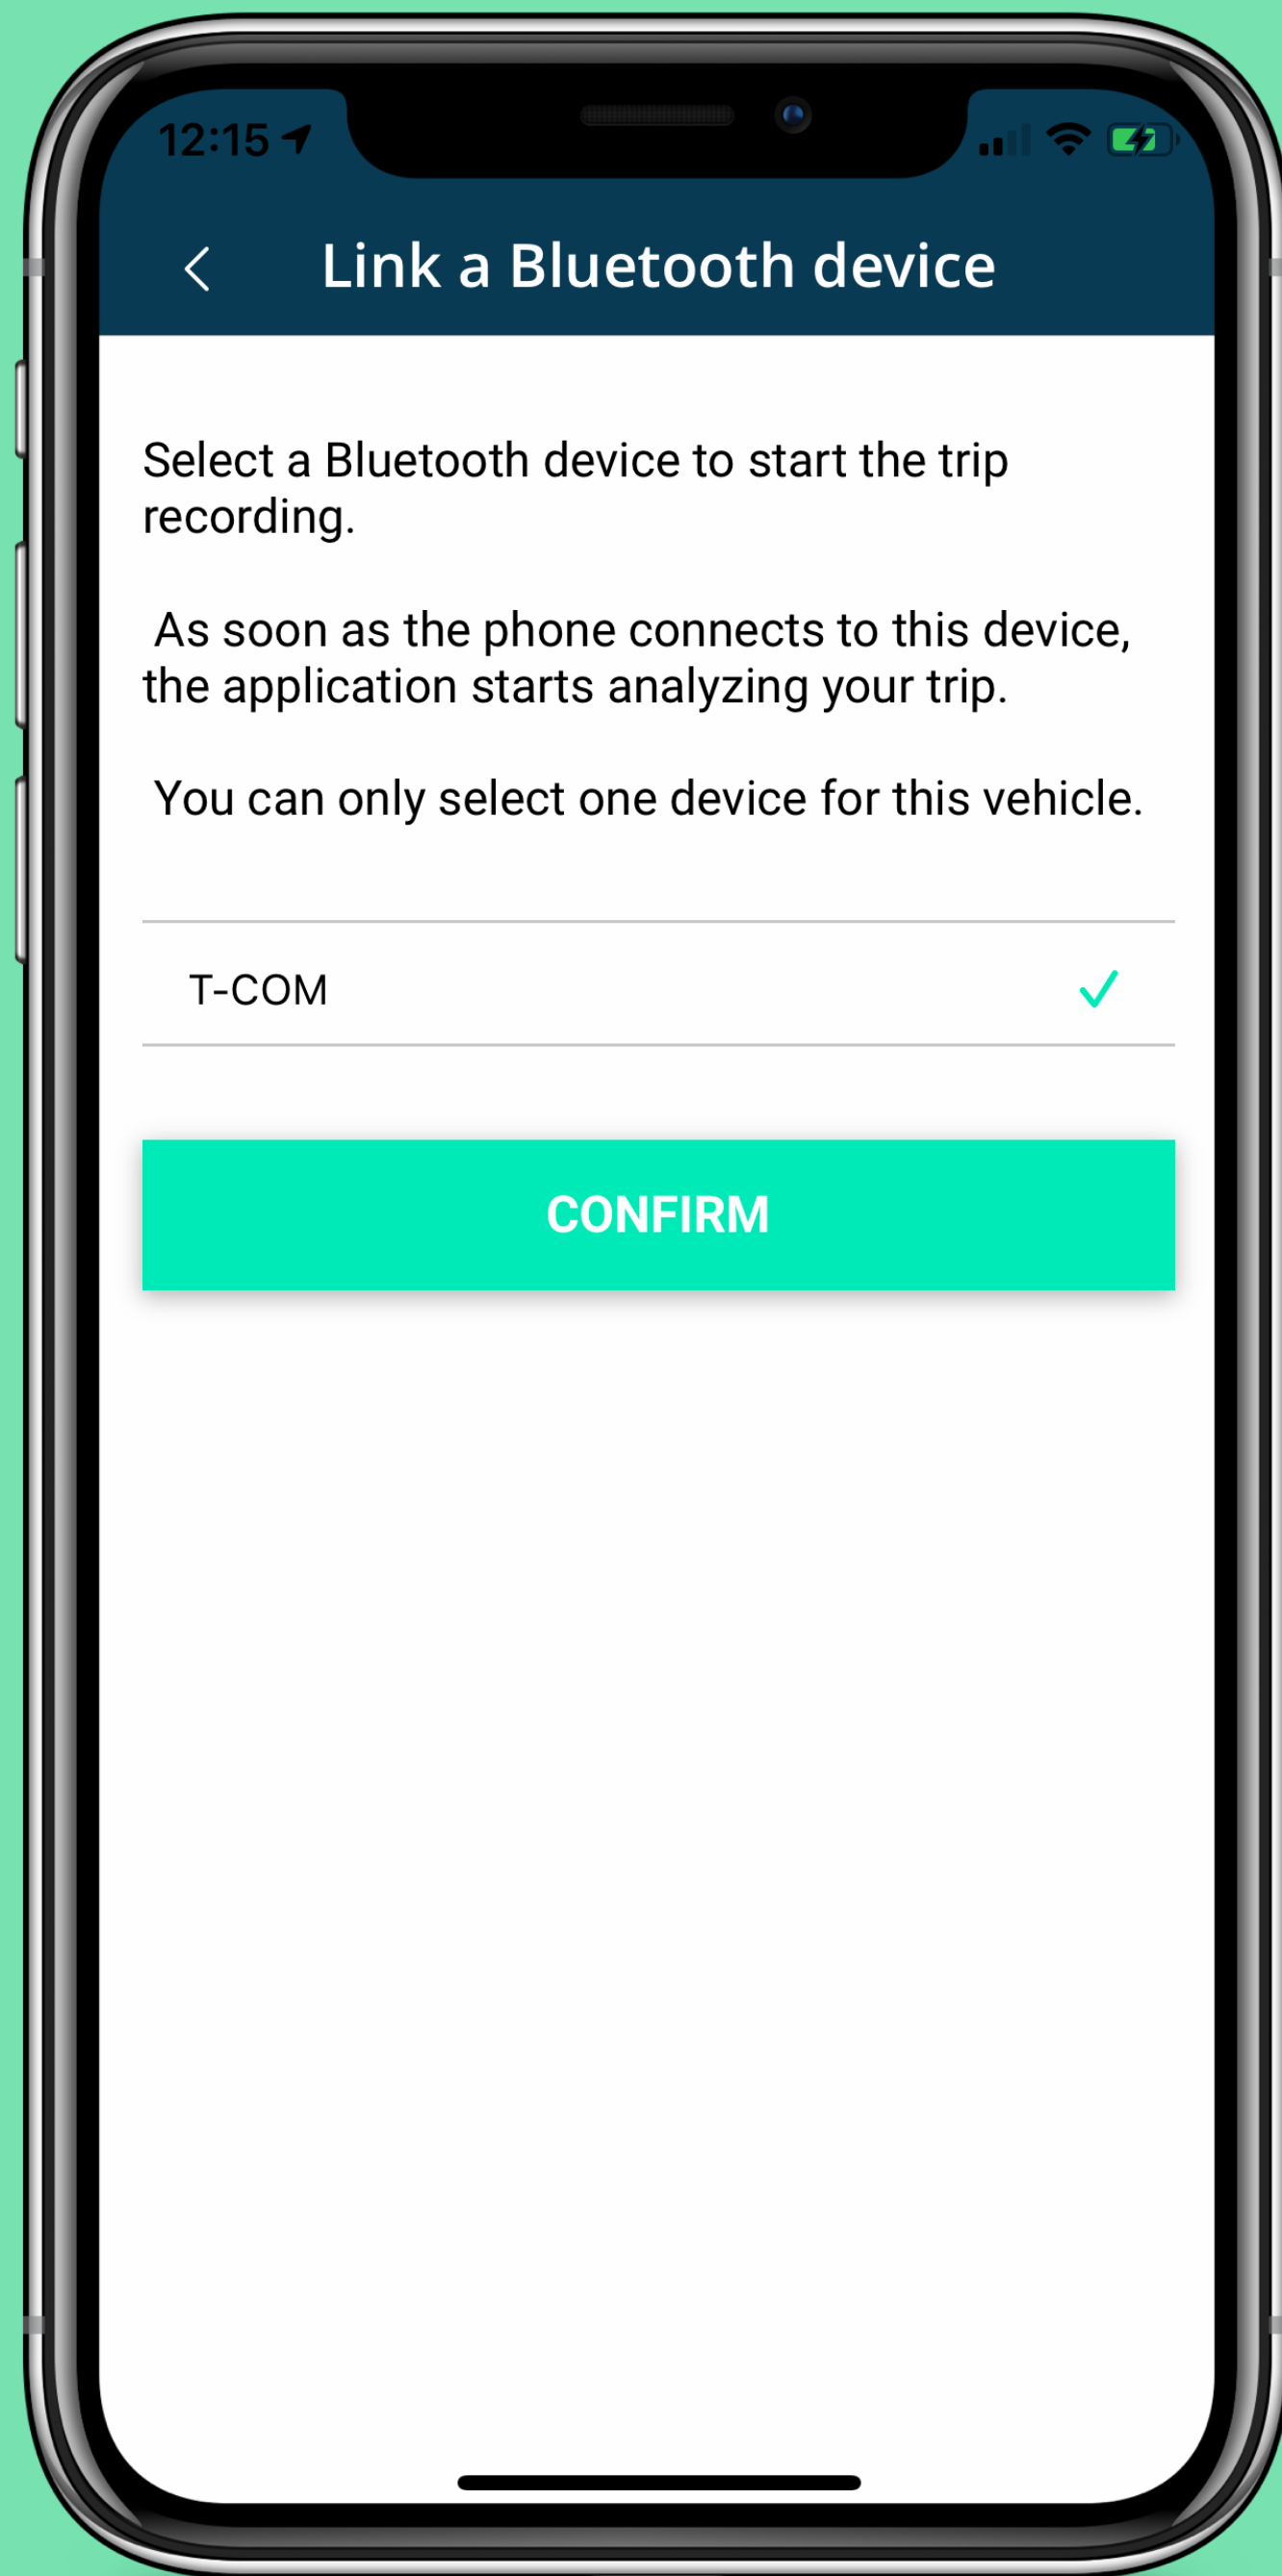 12:15
Link a Bluetooth device
Select a Bluetooth device to start the trip
recording.
As soon as the phone connects to this device,
the application starts analyzing your trip.
You can only select one device for this vehicle.
T-COM
CONFIRM